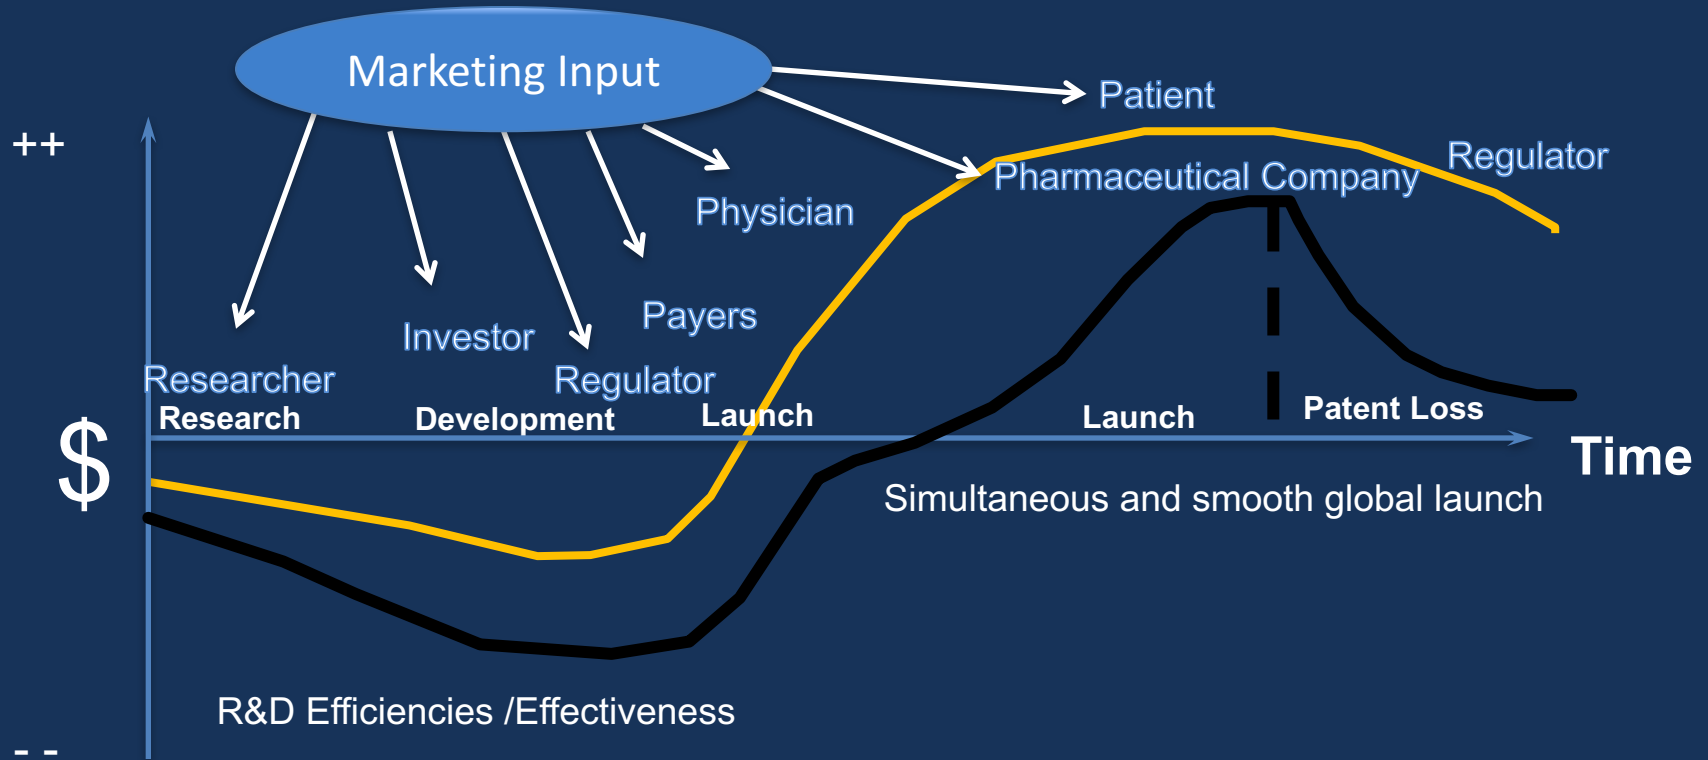 Marketing Input
Patient
++
Regulator
Pharmaceutical Company
Physician
Payers
Investor
Researcher
Regulator
Research
Development
Launch
Launch
Patent Loss
$
Time
Simultaneous and smooth global launch
R&D Efficiencies /Effectiveness
- -